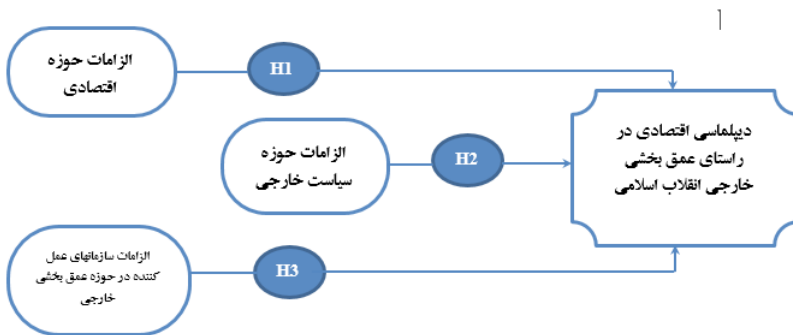 الزامات حوزه
اقتصادی
H1
الزامات حوزه
سیاست خارجی
H2
الزامات سازمانهای عمل
کننده در حوزه عمق بخشی
خارجی
H3
دیپلماسی اقتصادی در
راستای عمق بخشی
خارجی انقلاب اسلامی